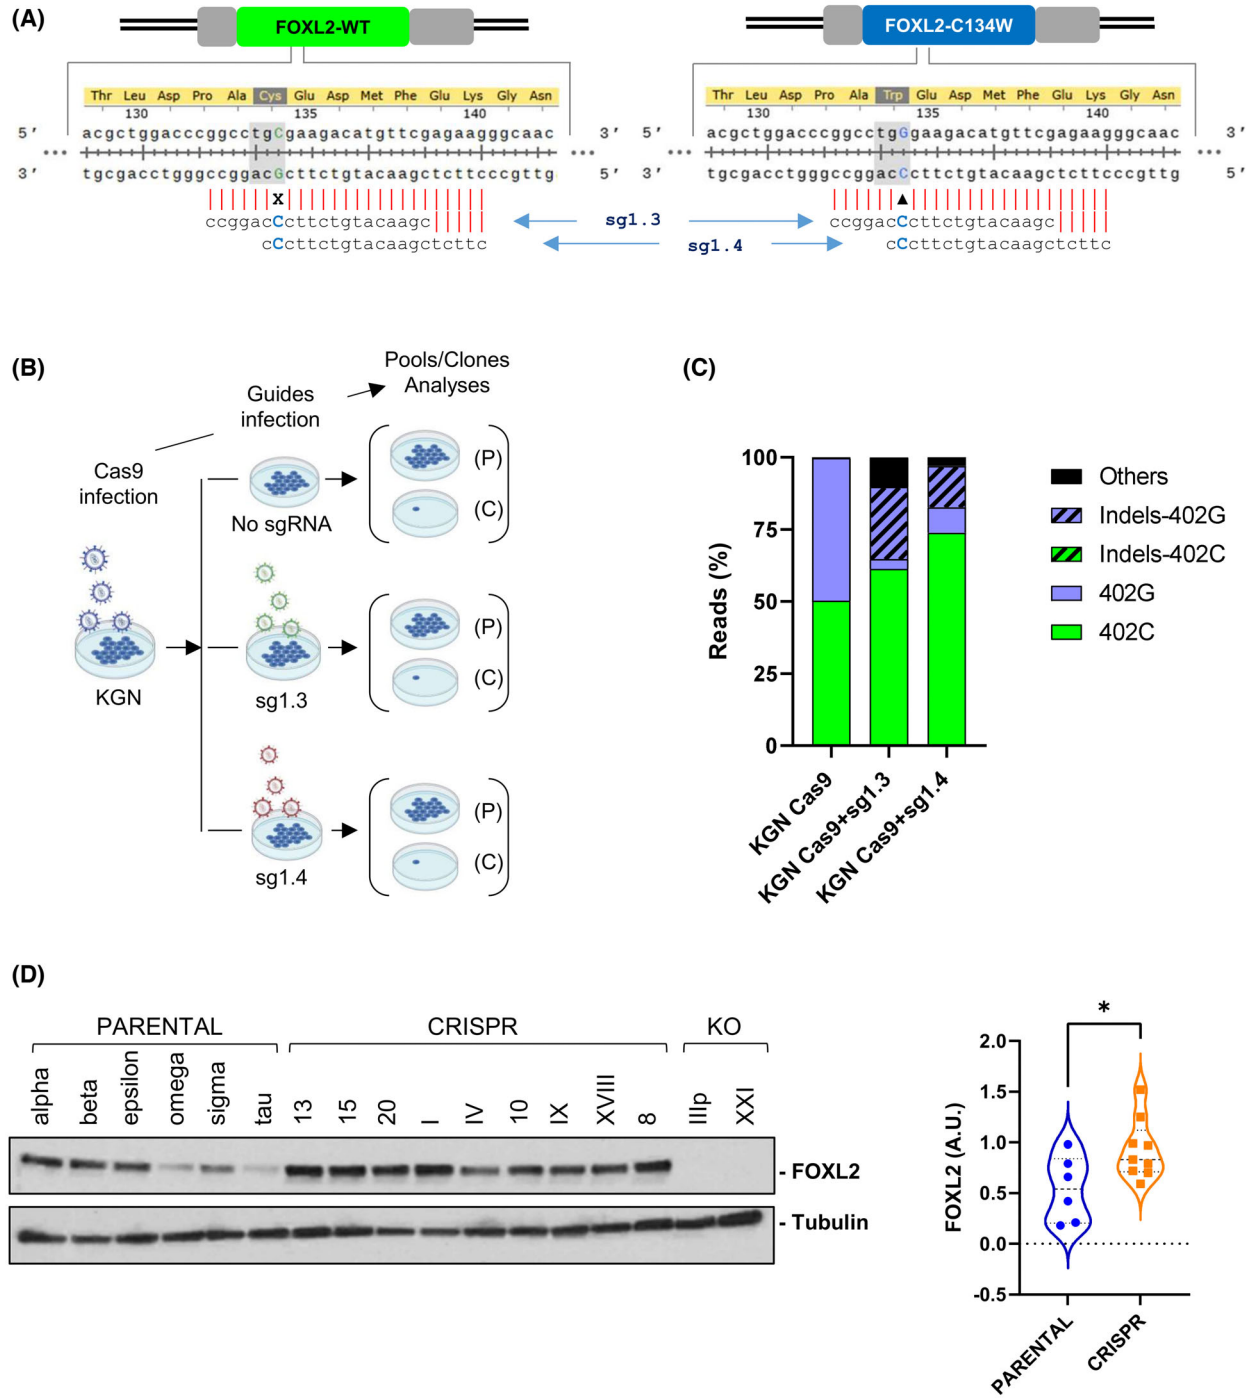 (A)
FOXL2-WT
FOXL2-C134W
Thr Leu Asp Pro Ala Cys Glu Asp Met Phe Glu Lys Gly Asn
130 135 140
5′ acgctggacccggcctgCgaagacatgttcgagaagggcaac 3′
3′ tgcgacctgggccggacGcttctgtacaagctcttcccgttg 5′
X
ccggacCcttctgtacaagc
cCcttctgtacaagctcttc
Thr Leu Asp Pro Ala Trp Glu Asp Met Phe Glu Lys Gly Asn
130 135 140
5′ acgctggacccggcctgGgaagacatgttcgagaagggcaac 3′
3′ tgcgacctgggccggacCcttctgtacaagctcttcccgttg 5′
▲
sg1.3
ccggacCcttctgtacaagc
sg1.4
cCcttctgtacaagctcttc
(B)
Pools/Clones
Analyses
Guides
infection
Cas9
infection
(P)
(C)
No sgRNA
KGN
(P)
(C)
sg1.3
(P)
(C)
sg1.4
(C)
Reads (%)
100
75
50
25
0
KGN Cas9
KGN Cas9+sg1.3
KGN Cas9+sg1.4
Others
Indels-402G
Indels-402C
402G
402C
(D)
PARENTAL CRISPR KO
alpha beta epsilon omega sigma tau 13 15 20 I IV 10 IX XVIII 8 IIIp XXI
- FOXL2
- Tubulin
*
FOXL2 (A.U.)
2.0
1.5
1.0
0.5
0.0
-0.5
PARENTAL
CRISPR